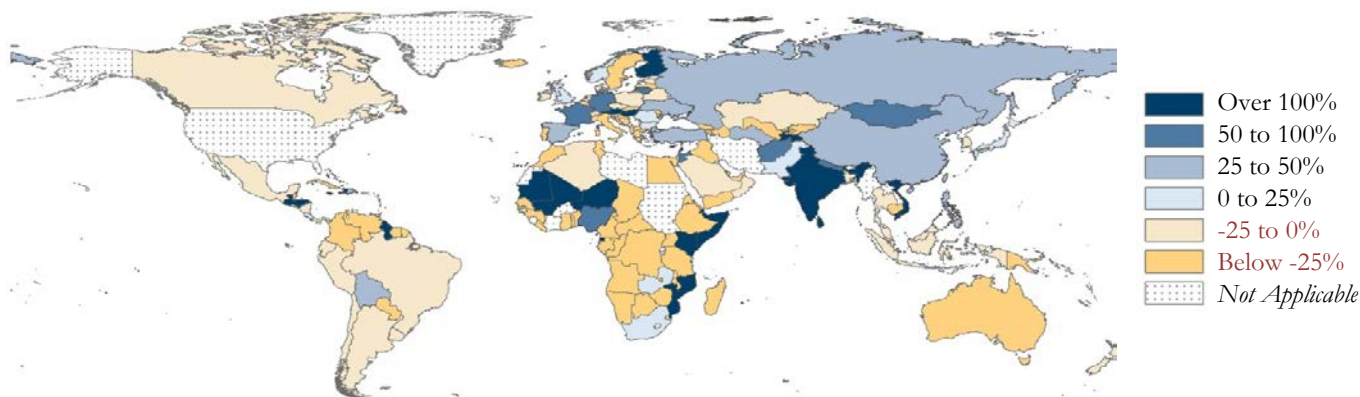 Over 100%
50 to 100%
25 to 50%
0 to 25%
-25 to 0%
Below -25%
Not Applicable